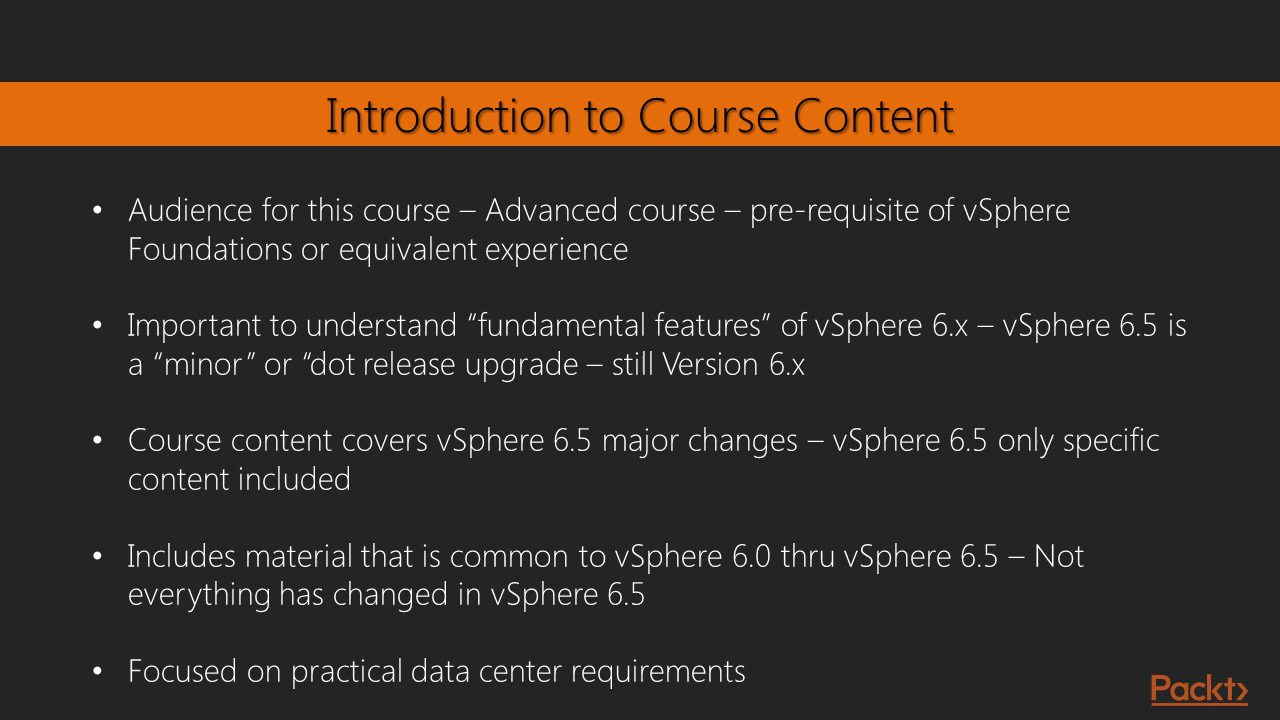 Introduction to Course Content
• Audience for this course – Advanced course – pre-requisite of vSphere
Foundations or equivalent experience
• Important to understand “fundamental features” of vSphere 6.x – vSphere 6.5 is
a “minor” or “dot release upgrade – still Version 6.x
• Course content covers vSphere 6.5 major changes – vSphere 6.5 only specific
content included
• Includes material that is common to vSphere 6.0 thru vSphere 6.5 – Not
everything has changed in vSphere 6.5
• Focused on practical data center requirements
Packt>